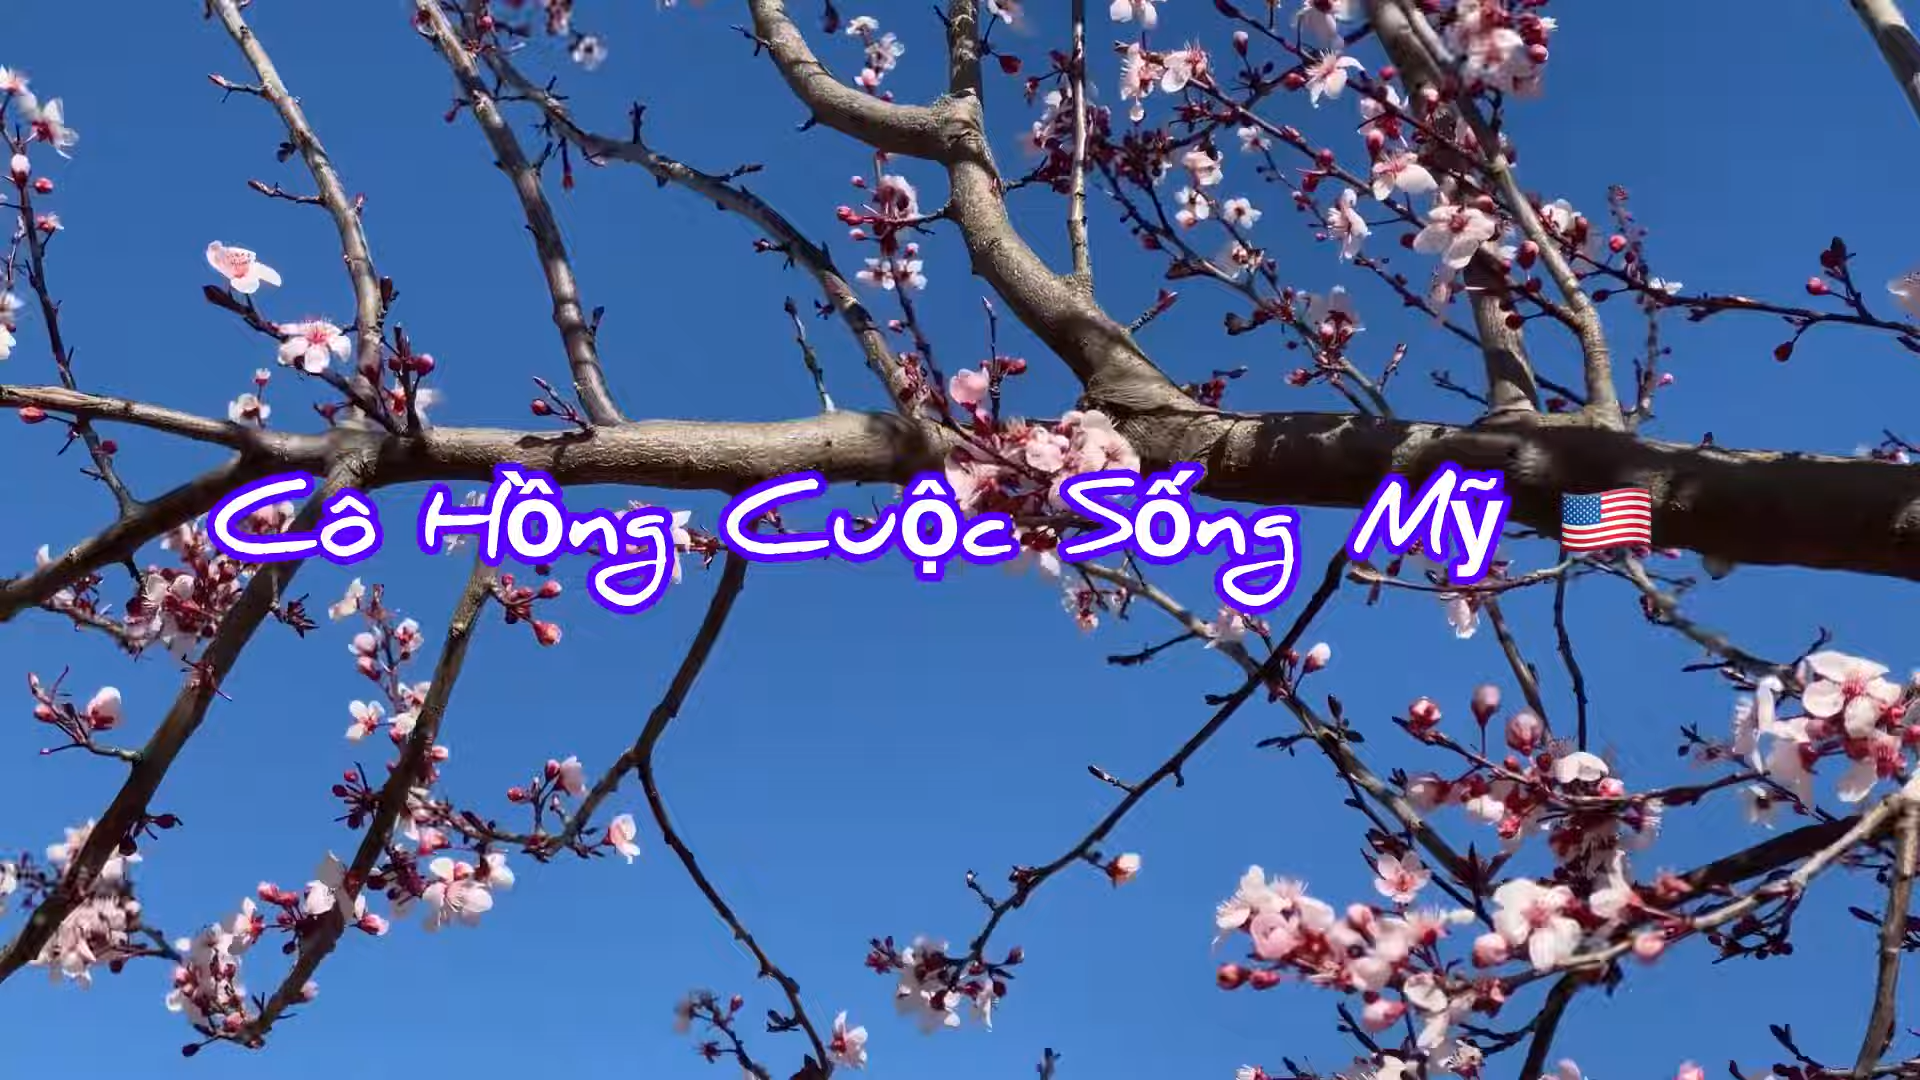 Cô Hồng Cuộc Sống Mỹ 🇺🇸